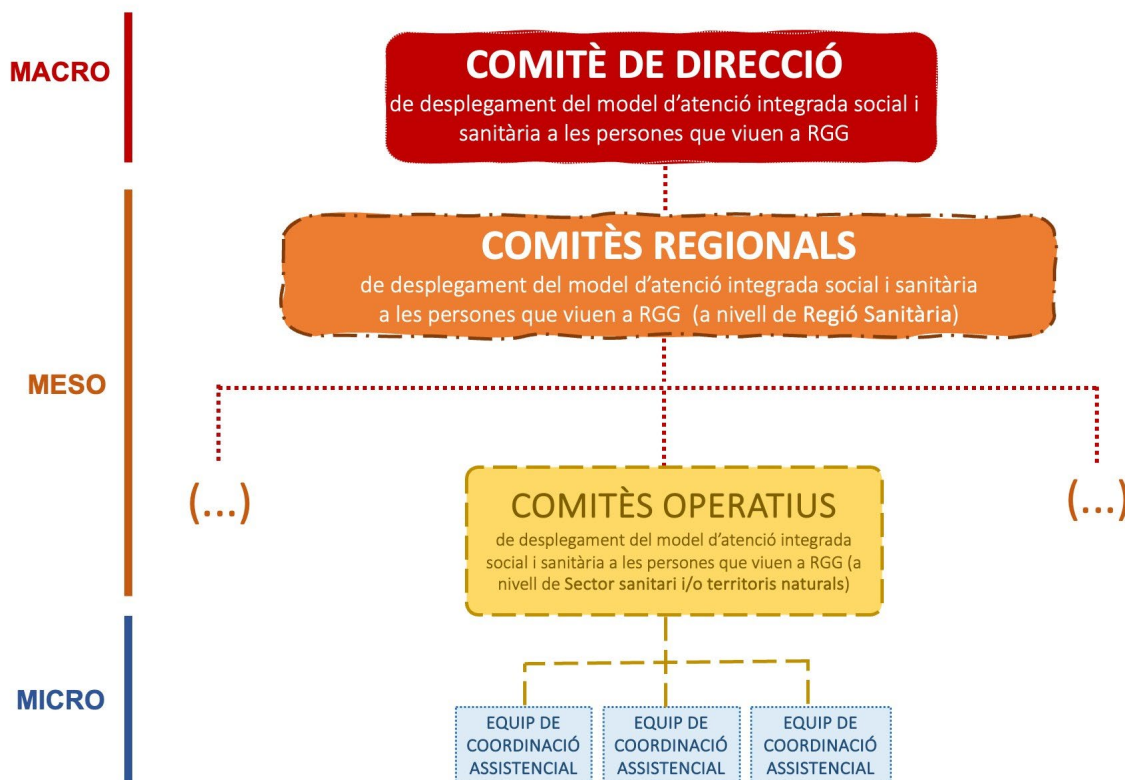 MACRO
COMITÈ DE DIRECCIÓ
de desplegament del model d'atenció integrada social i
sanitària a les persones que viuen a RGG
MESO
COMITÈS REGIONALS
de desplegament del model d'atenció integrada social i sanitària
a les persones que viuen a RGG (a nivell de Regió Sanitària)
(...)
(...)
COMITÈS OPERATIUS
de desplegament del model d'atenció integrada
social i sanitària a les persones que viuen a RGG (a
nivell de Sector sanitari i/o territoris naturals)
MICRO
EQUIP DE
COORDINACIÓ
ASSISTENCIAL
EQUIP DE
COORDINACIÓ
ASSISTENCIAL
EQUIP DE
COORDINACIÓ
ASSISTENCIAL